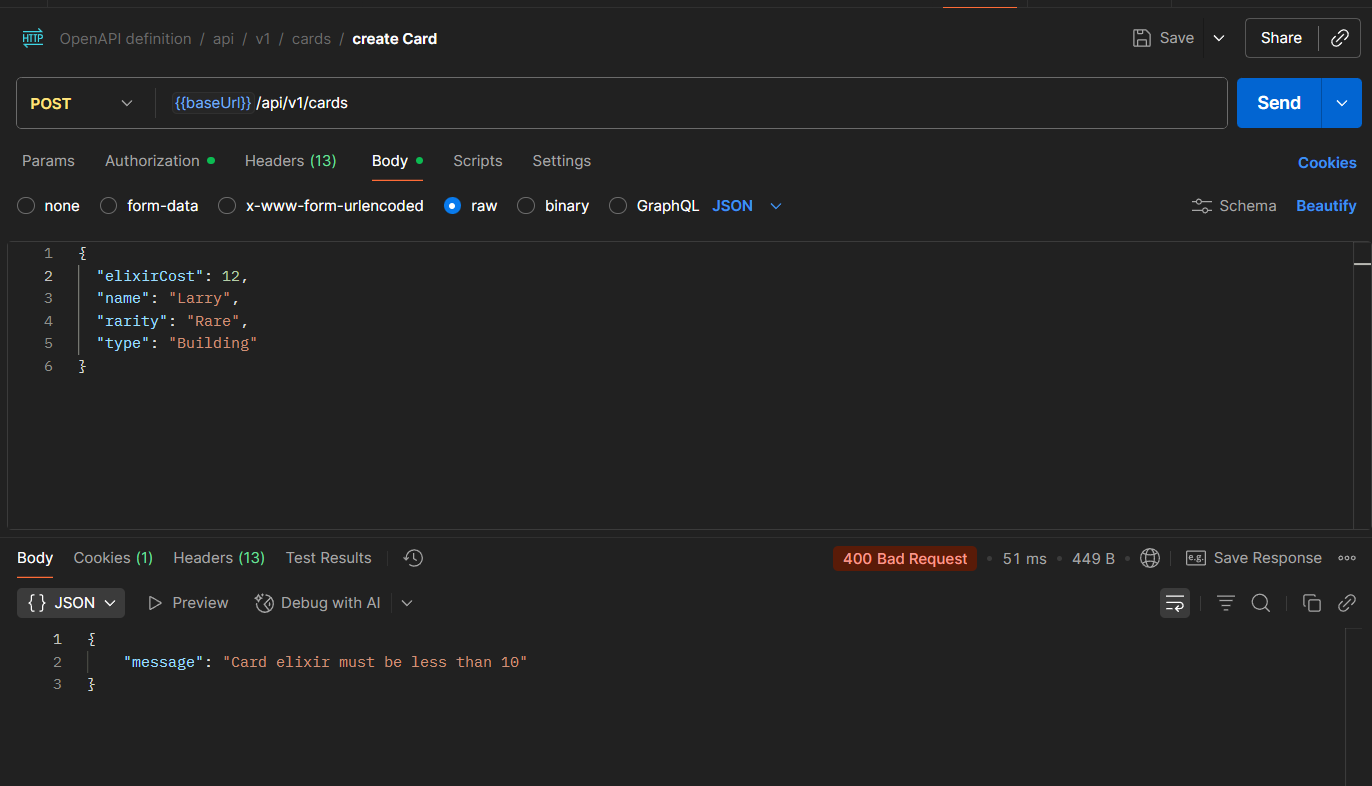 HTTP OpenAPI definition / api / v1 / cards / create Card Save Share
POST {{baseUrl}} /api/v1/cards Send
Params Authorization Headers (13) Body Scripts Settings Cookies
none form-data x-www-form-urlencoded raw binary GraphQL JSON Schema Beautify
1 {
2 "elixirCost": 12,
3 "name": "Larry",
4 "rarity": "Rare",
5 "type": "Building"
6 }
Body Cookies (1) Headers (13) Test Results 400 Bad Request 51 ms 449 B e.g. Save Response
{} JSON Preview Debug with AI
1 {
2 "message": "Card elixir must be less than 10"
3 }